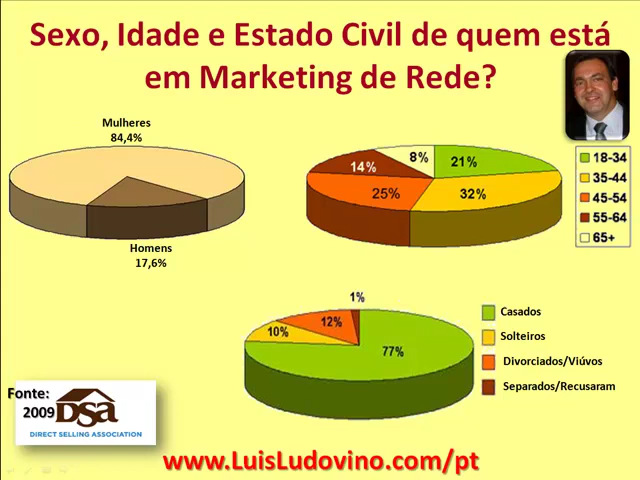 Sexo, Idade e Estado Civil de quem está
em Marketing de Rede?
Mulheres
84,4%
Homens
17,6%
8%
21%
14%
25%
32%
18-34
35-44
45-54
55-64
65+
1%
12%
10%
77%
Casados
Solteiros
Divorciados/Viúvos
Separados/Recusaram
Fonte:
2009
DSA
DIRECT SELLING ASSOCIATION
www.LuisLudovino.com/pt